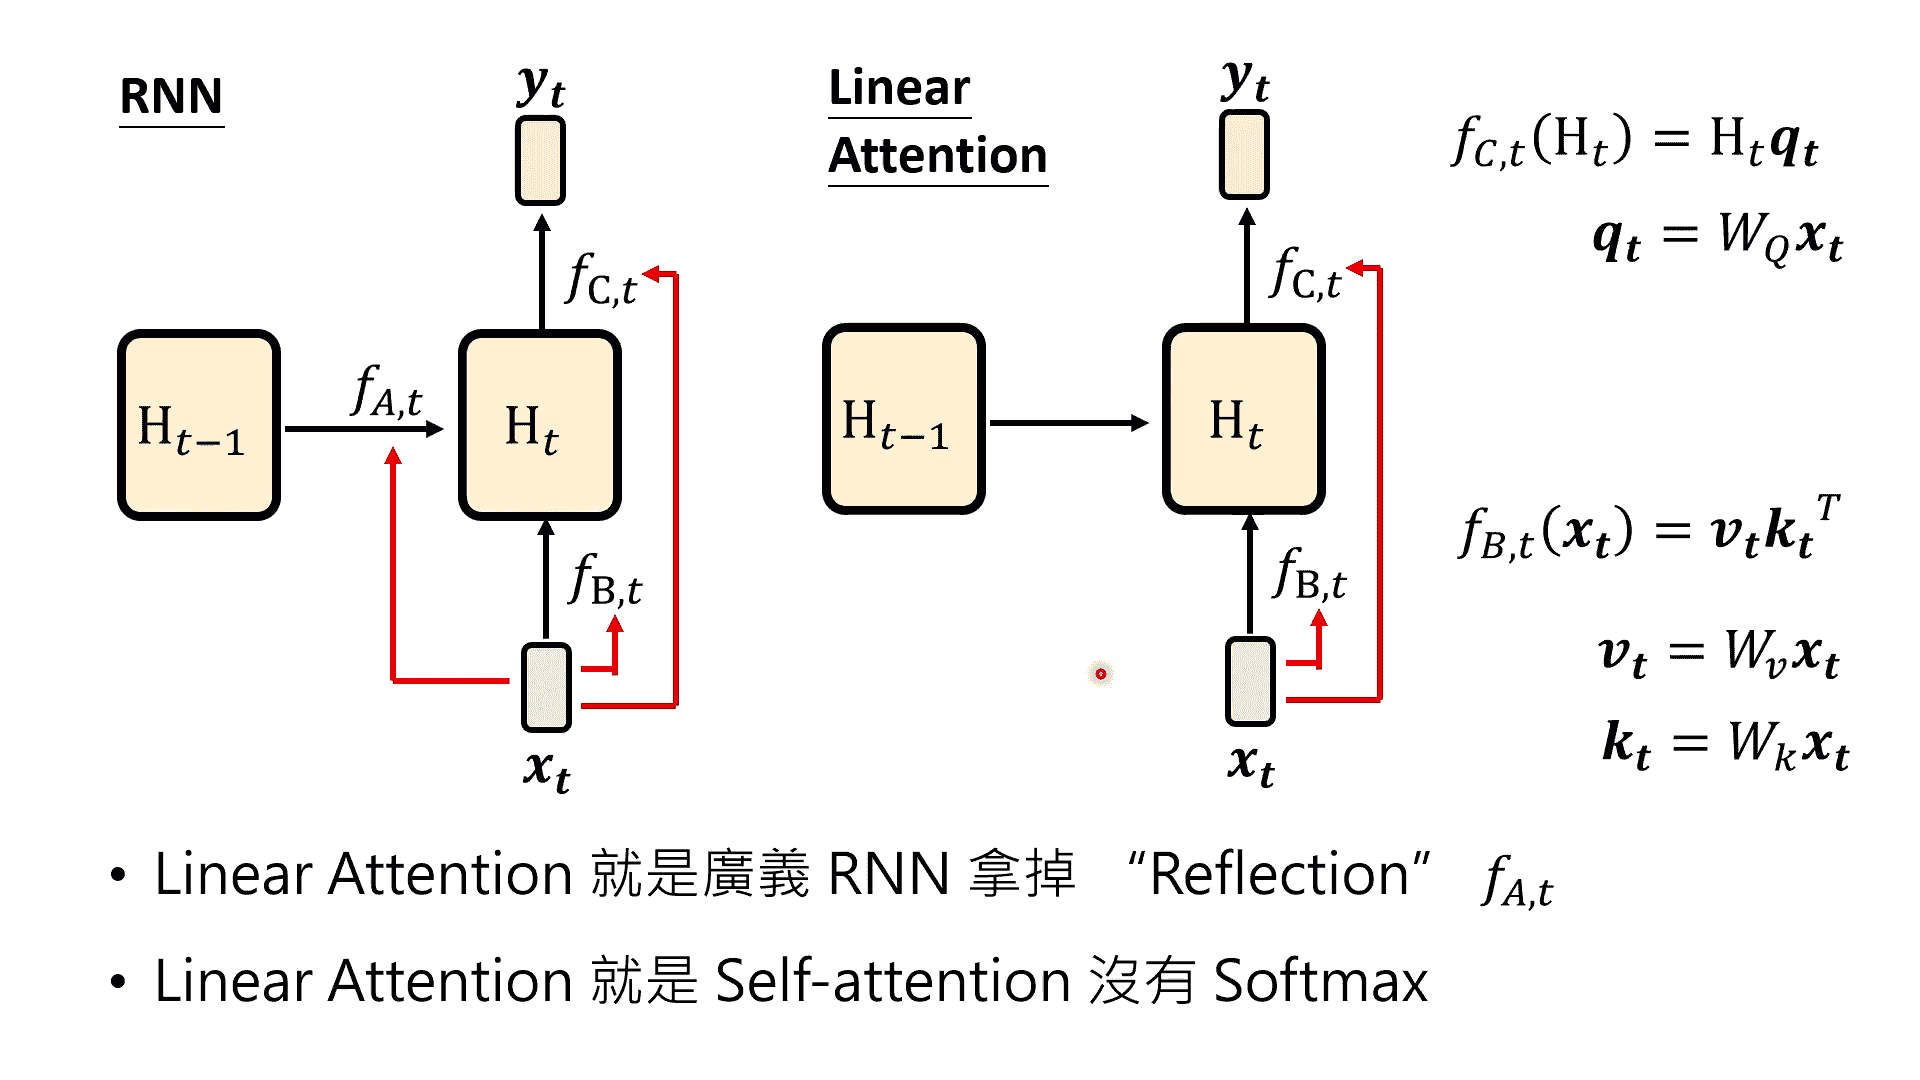 RNN
y_t
f_{C,t}
H_{t−1}
f_{A,t}
H_t
f_{B,t}
x_t
Linear
Attention
y_t
f_{C,t}
H_{t−1}
H_t
f_{B,t}
x_t
f_{C,t}(H_t) = H_t q_t
q_t = W_Q x_t
f_{B,t}(x_t) = v_t k_t^T
v_t = W_v x_t
k_t = W_k x_t
• Linear Attention 就是廣義 RNN 拿掉 “Reflection” f_{A,t}
• Linear Attention 就是 Self-attention 沒有 Softmax